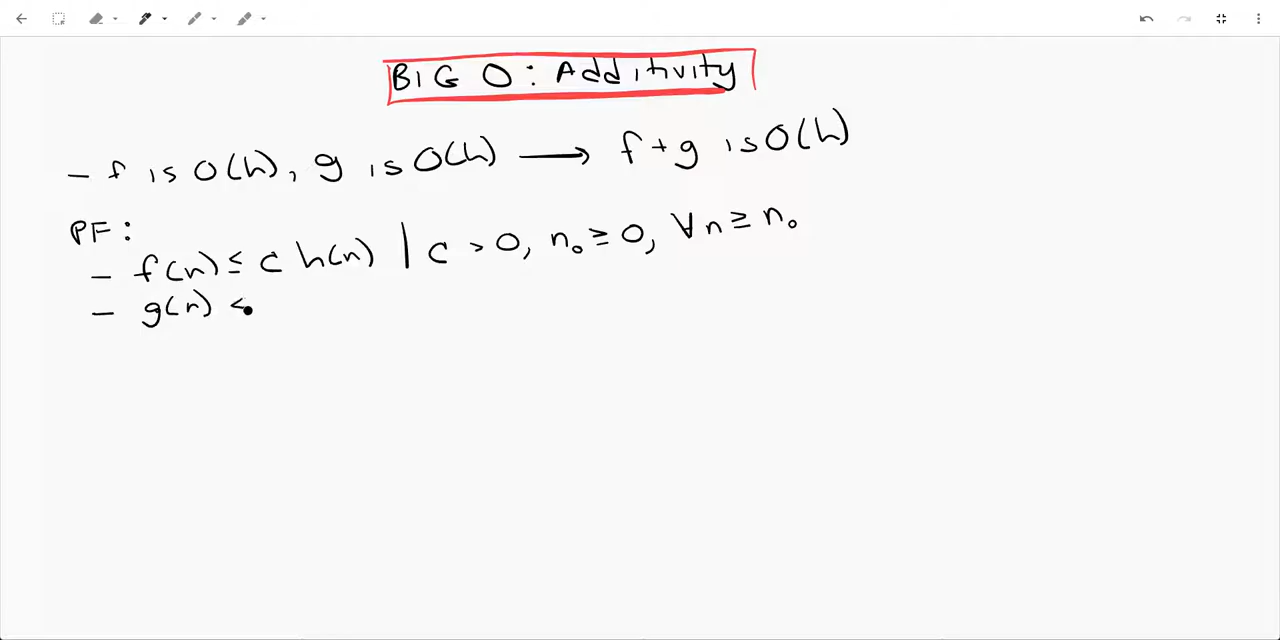 BIG O: Additivity
- f is O(h), g is O(h) ⟶ f+g is O(h)
PF:
- f(n) ≤ c h(n) | c > 0, n₀ ≥ 0, ∀n ≥ n₀
- g(n) <